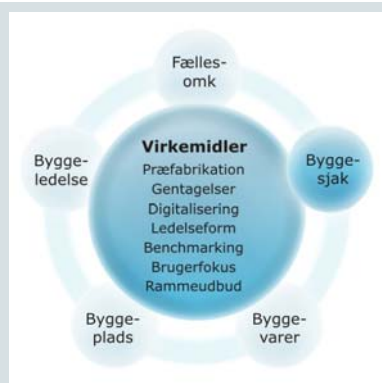 Fælles-
omk
Bygge-
sjak
Bygge-
varer
Bygge-
plads
Bygge-
ledelse
Virkemidler
Præfabrikation
Gentagelser
Digitalisering
Ledelseform
Benchmarking
Brugerfokus
Rammeudbud